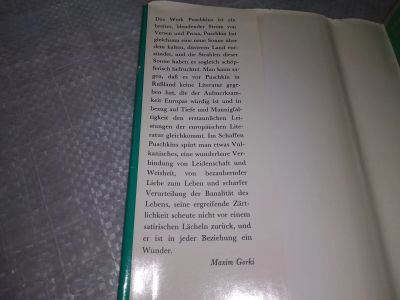 Das Werk Puschkins ist ein
breiter, blendender Strom von
Versen und Prosa, Puschkin hat
gleichsam eine neue Sonne über
dem kalten, düsteren Land ent-
zündet, und die Strahlen dieser
Sonne haben es sogleich schöp-
ferisch befruchtet. Man kann sa-
gen, daß es vor Puschkin in
Rußland keine Literatur gege-
ben hat, die der Aufmerksam-
keit Europas würdig ist und in
bezug auf Tiefe und Mannigfal-
tigkeit den erstaunlichen Lei-
stungen der europäischen Lite-
ratur gleichkommt. Im Schaffen
Puschkins spürt man etwas Vul-
kanisches, eine wunderbare Ver-
bindung von Leidenschaft und
Weisheit, von bezaubernder
Liebe zum Leben und scharfer
Verurteilung der Banalität des
Lebens, seine ergreifende Zärt-
lichkeit scheute nicht vor einem
satirischen Lächeln zurück, und
er ist in jeder Beziehung ein
Wunder.
Maxim Gorki